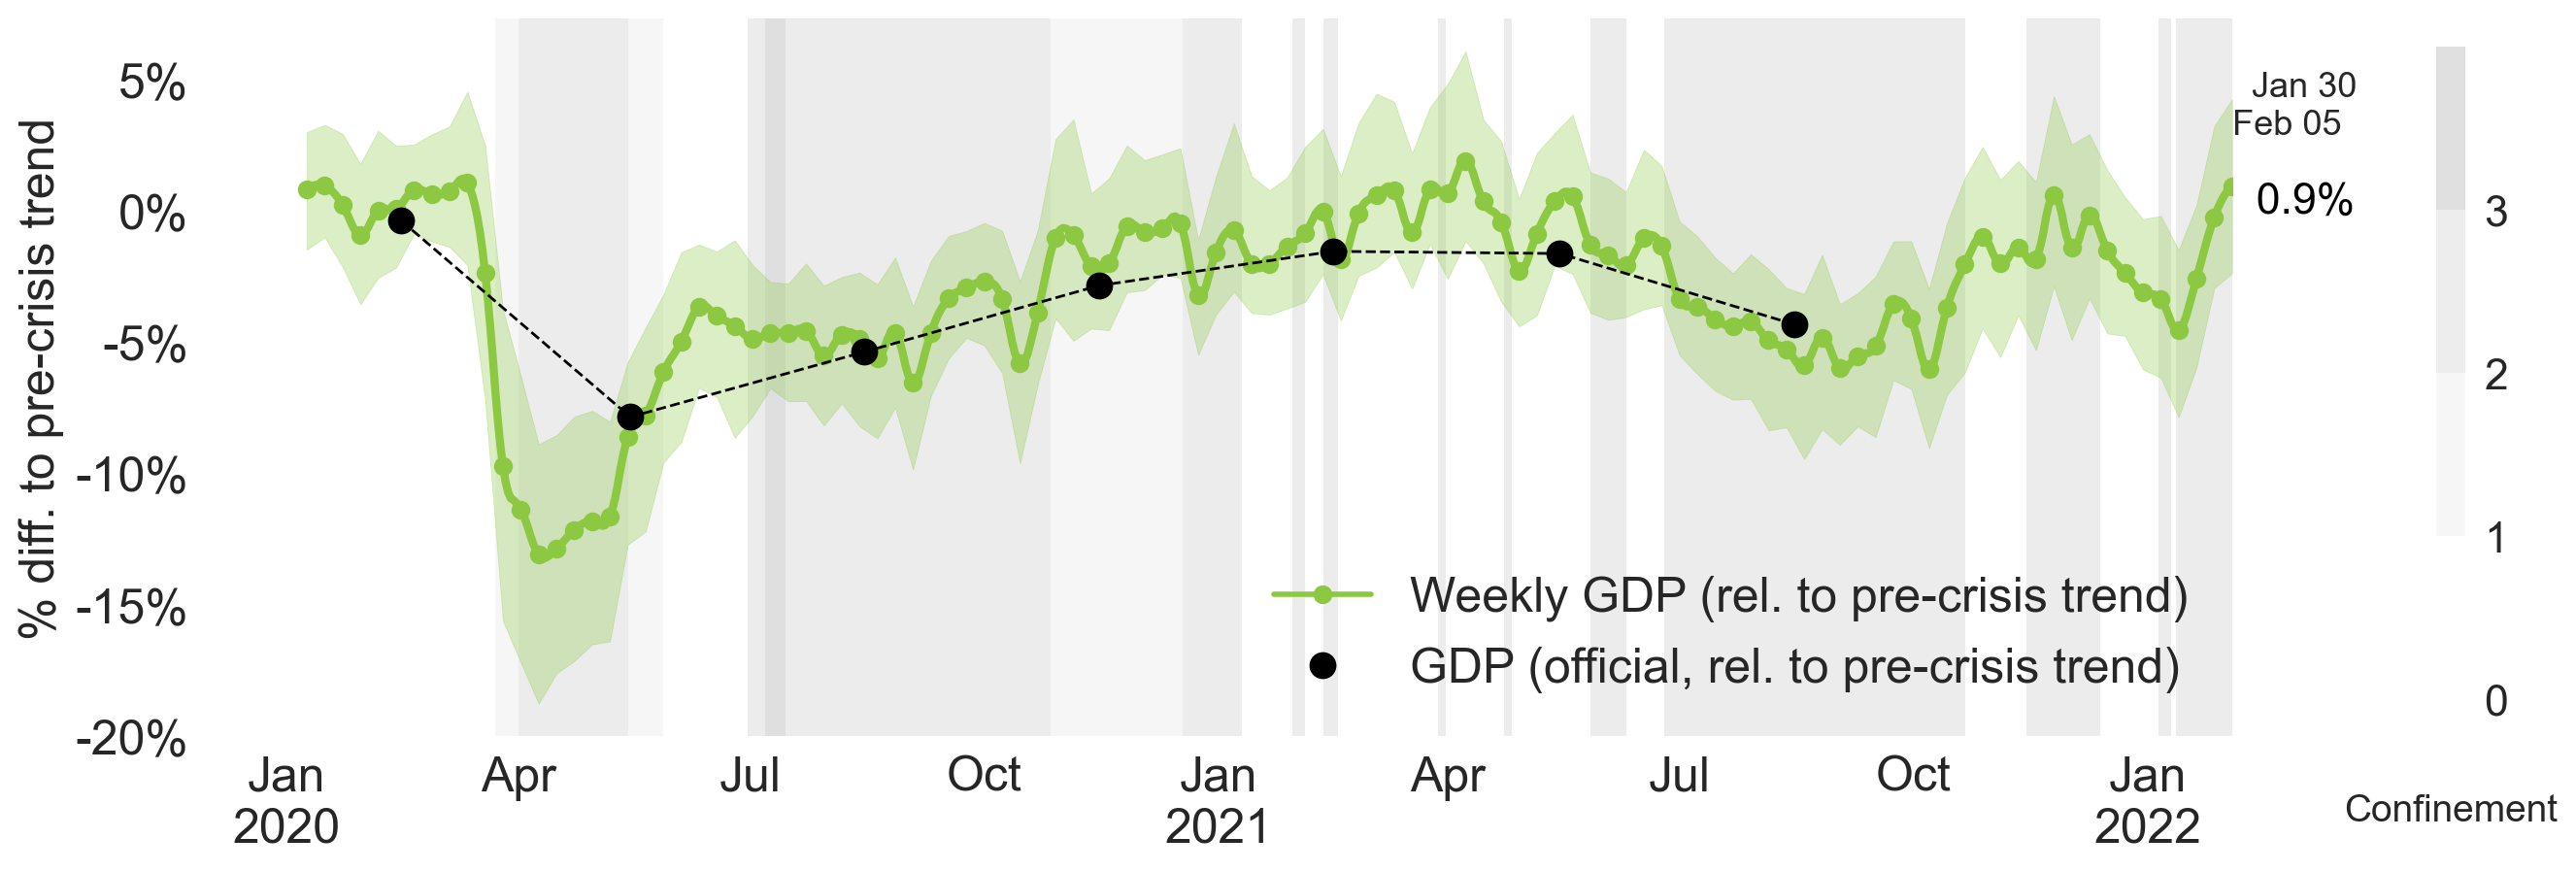 % diff. to pre-crisis trend
5%
0%
-5%
-10%
-15%
-20%
Jan
2020
Apr
Jul
Oct
Jan
2021
Apr
Jul
Oct
Jan
2022
Weekly GDP (rel. to pre-crisis trend)
GDP (official, rel. to pre-crisis trend)
Jan 30
Feb 05
0.9%
3
2
1
0
Confinement